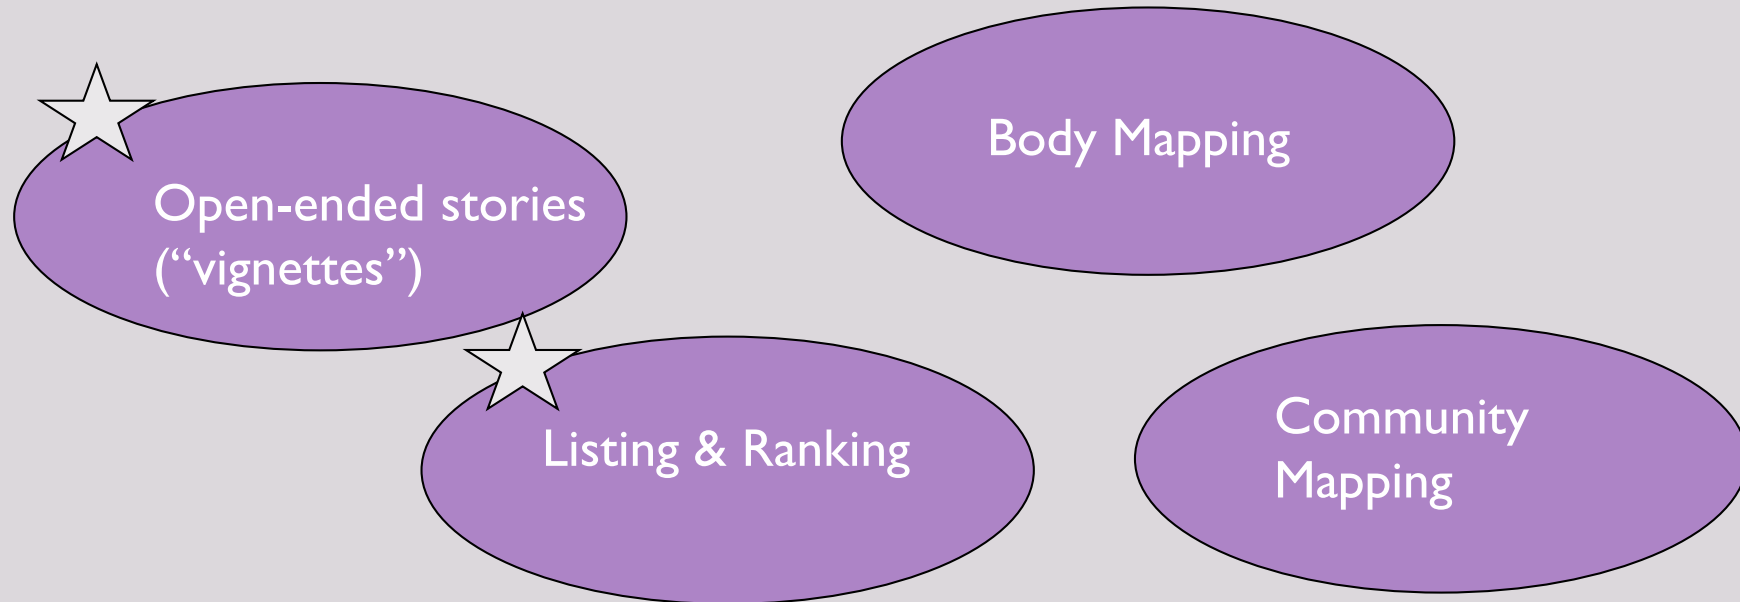 Open-ended stories
(“vignettes”)
Body Mapping
Listing & Ranking
Community
Mapping